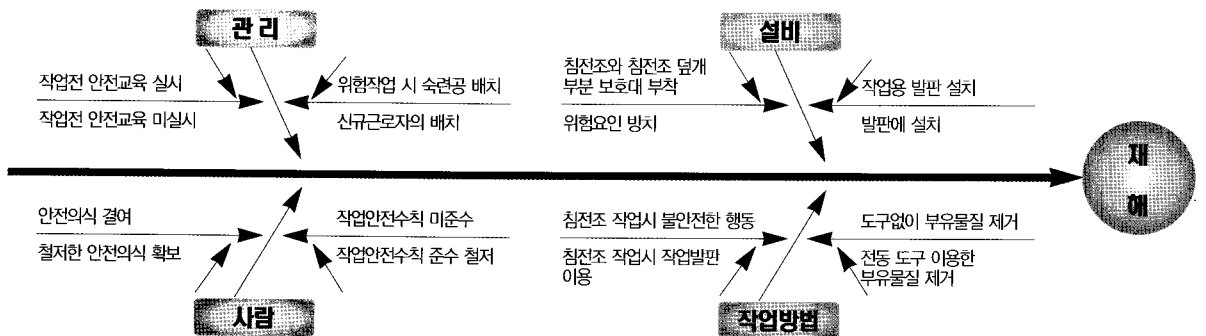 관 리
설비
작업전 안전교육 실시
위험작업 시 숙련공 배치
작업전 안전교육 미실시
신규근로자의 배치
침전조와 침전조 덮개
부분 보호대 부착
작업용 발판 설치
위험요인 방치
발판에 설치
재
해
안전의식 결여
작업안전수칙 미준수
철저한 안전의식 확보
작업안전수칙 준수 철저
침전조 작업시 불안전한 행동
도구없이 부유물질 제거
침전조 작업시 작업발판
이용
전동 도구 이용한
부유물질 제거
사람
작업방법